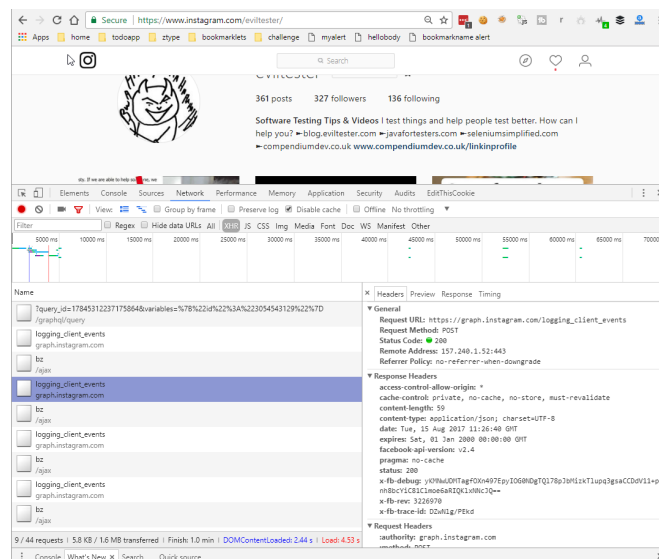 Secure | https://www.instagram.com/eviltester/
Apps home todoapp ztype bookmarklets challenge myalert hellobody bookmarkname alert
Search
eviltester
361 posts 327 followers 136 following
Software Testing Tips & Videos I test things and help people test better. How can I
help you? ►blog.eviltester.com ►javafortesters.com ►seleniumsimplified.com
►compendiumdev.co.uk www.compendiumdev.co.uk/linkinprofile
Elements Console Sources Network Performance Memory Application Security Audits EditThisCookie
View: Group by frame Preserve log Disable cache Offline No throttling
Filter Regex Hide data URLs All XHR JS CSS Img Media Font Doc WS Manifest Other
5000 ms 10000 ms 15000 ms 20000 ms 25000 ms 30000 ms 35000 ms 40000 ms 45000 ms 50000 ms 55000 ms 60000 ms 65000 ms 70000
Name
?query_id=17845312237175864&variables=%7B%22id%22%3A%223054543129%22%7D
/graphql/query
logging_client_events
graph.instagram.com
bz
/ajax
logging_client_events
graph.instagram.com
bz
/ajax
logging_client_events
graph.instagram.com
bz
/ajax
logging_client_events
graph.instagram.com
bz
/ajax
9 / 44 requests | 5.8 KB / 1.6 MB transferred | Finish: 1.0 min | DOMContentLoaded: 2.44 s | Load: 4.53 s
× Headers Preview Response Timing
▼ General
Request URL: https://graph.instagram.com/logging_client_events
Request Method: POST
Status Code: 200
Remote Address: 157.240.1.52:443
Referrer Policy: no-referrer-when-downgrade
▼ Response Headers
access-control-allow-origin: *
cache-control: private, no-cache, no-store, must-revalidate
content-length: 59
content-type: application/json; charset=UTF-8
date: Tue, 15 Aug 2017 11:26:40 GMT
expires: Sat, 01 Jan 2000 00:00:00 GMT
facebook-api-version: v2.4
pragma: no-cache
status: 200
x-fb-debug:
x-fb-rev: 3226970
x-fb-trace-id: DZwNlg/PEkd
▼ Request Headers
:authority: graph.instagram.com
:method: POST
Console What's New × Search Quick source